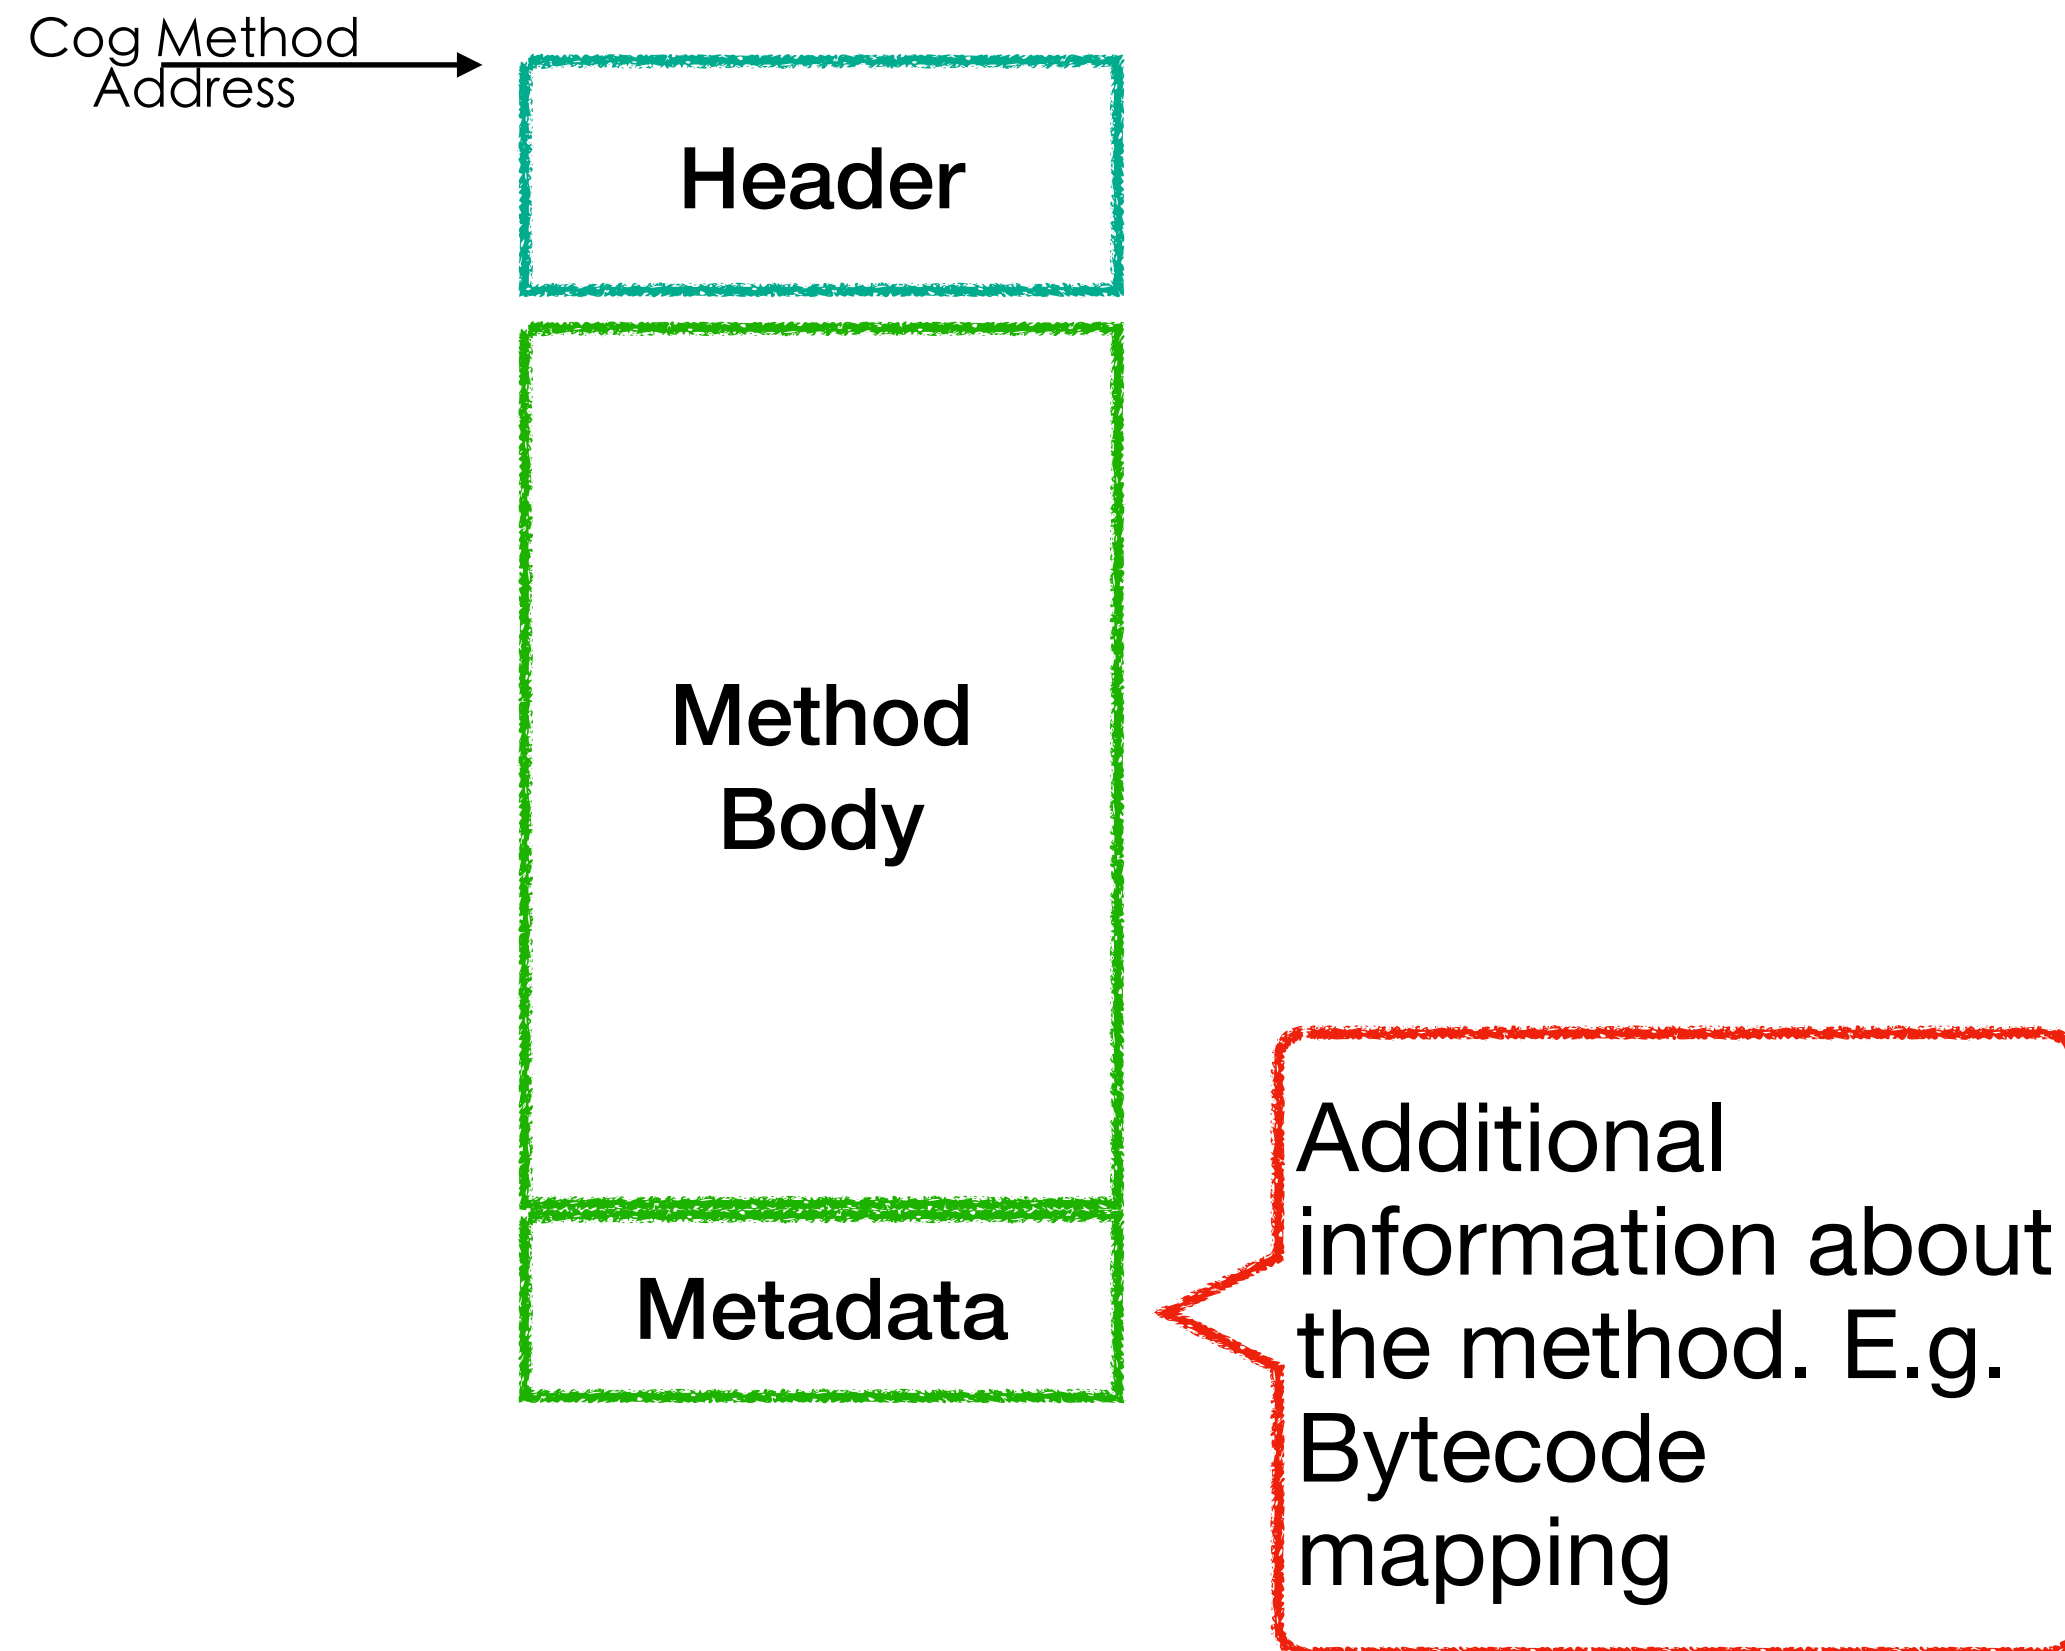 Cog Method
Address
Header
Method
Body
Metadata
Additional
information about
the method. E.g.
Bytecode
mapping